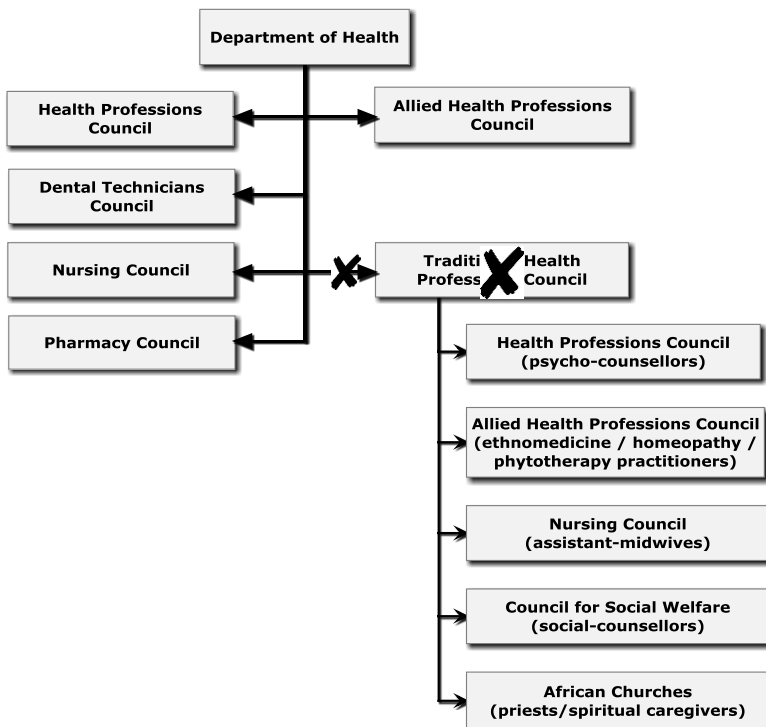 Department of Health
Health Professions
Council
Allied Health Professions
Council
Dental Technicians
Council
Nursing Council
Traditi Health
Profess
Council
Pharmacy Council
Health Professions Council
(psycho-counsellors)
Allied Health Professions Council
(ethnomedicine / homeopathy /
phytotherapy practitioners)
Nursing Council
(assistant-midwives)
Council for Social Welfare
(social-counsellors)
African Churches
(priests/spiritual caregivers)